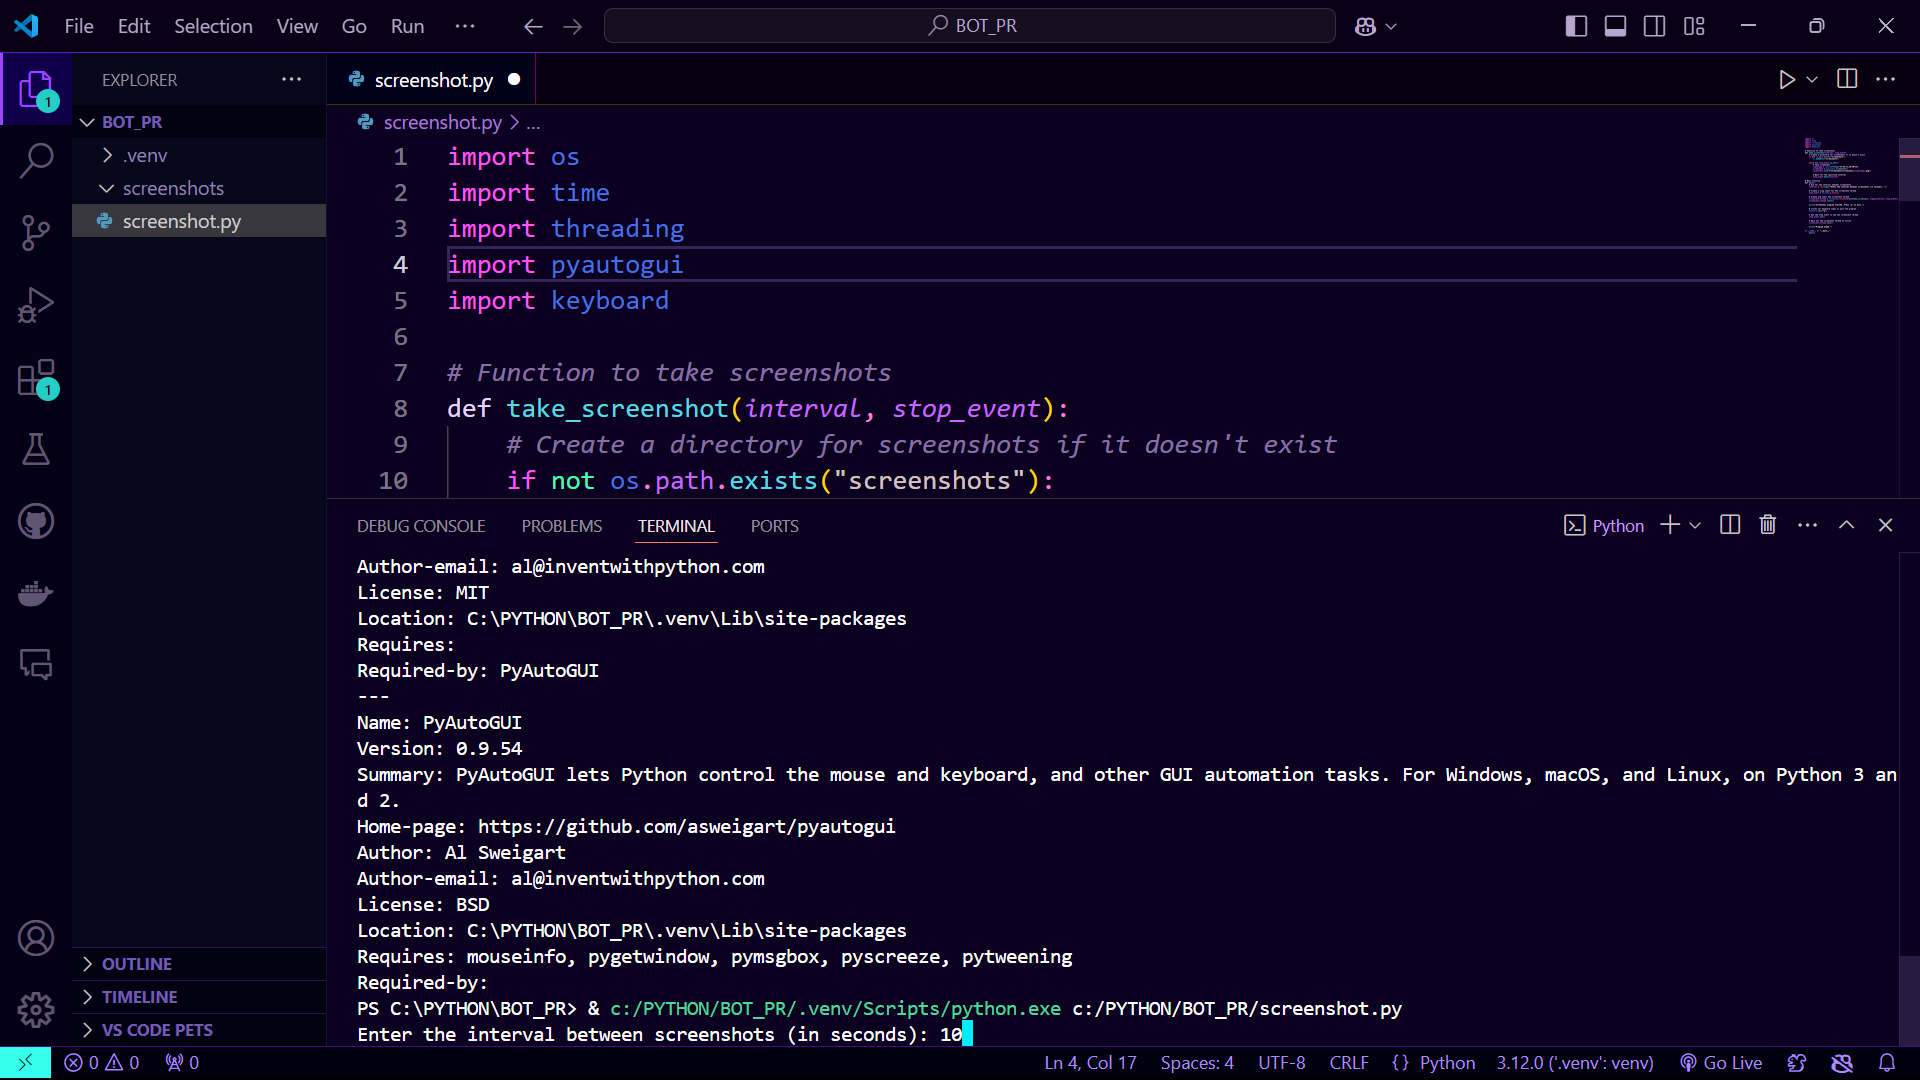 File Edit Selection View Go Run ··· BOT_PR
EXPLORER ···
1
BOT_PR
.venv
screenshots
screenshot.py
1
OUTLINE
TIMELINE
VS CODE PETS
screenshot.py
screenshot.py > ...
1 import os
2 import time
3 import threading
4 import pyautogui
5 import keyboard
6
7 # Function to take screenshots
8 def take_screenshot(interval, stop_event):
9 # Create a directory for screenshots if it doesn't exist
10 if not os.path.exists("screenshots"):
DEBUG CONSOLE PROBLEMS TERMINAL PORTS Python
Author-email: al@inventwithpython.com
License: MIT
Location: C:\PYTHON\BOT_PR\.venv\Lib\site-packages
Requires:
Required-by: PyAutoGUI
---
Name: PyAutoGUI
Version: 0.9.54
Summary: PyAutoGUI lets Python control the mouse and keyboard, and other GUI automation tasks. For Windows, macOS, and Linux, on Python 3 an
d 2.
Home-page: https://github.com/asweigart/pyautogui
Author: Al Sweigart
Author-email: al@inventwithpython.com
License: BSD
Location: C:\PYTHON\BOT_PR\.venv\Lib\site-packages
Requires: mouseinfo, pygetwindow, pymsgbox, pyscreeze, pytweening
Required-by:
PS C:\PYTHON\BOT_PR> & c:/PYTHON/BOT_PR/.venv/Scripts/python.exe c:/PYTHON/BOT_PR/screenshot.py
Enter the interval between screenshots (in seconds): 10
0 0 0 Ln 4, Col 17 Spaces: 4 UTF-8 CRLF {} Python 3.12.0 ('.venv': venv) Go Live